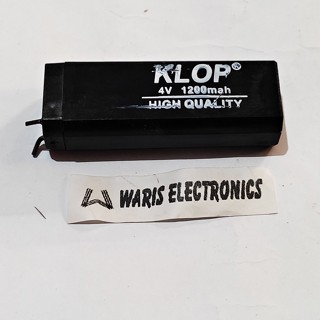 KLOP®
4V 1200mah
HIGH QUALITY
WARIS ELECTRONICS